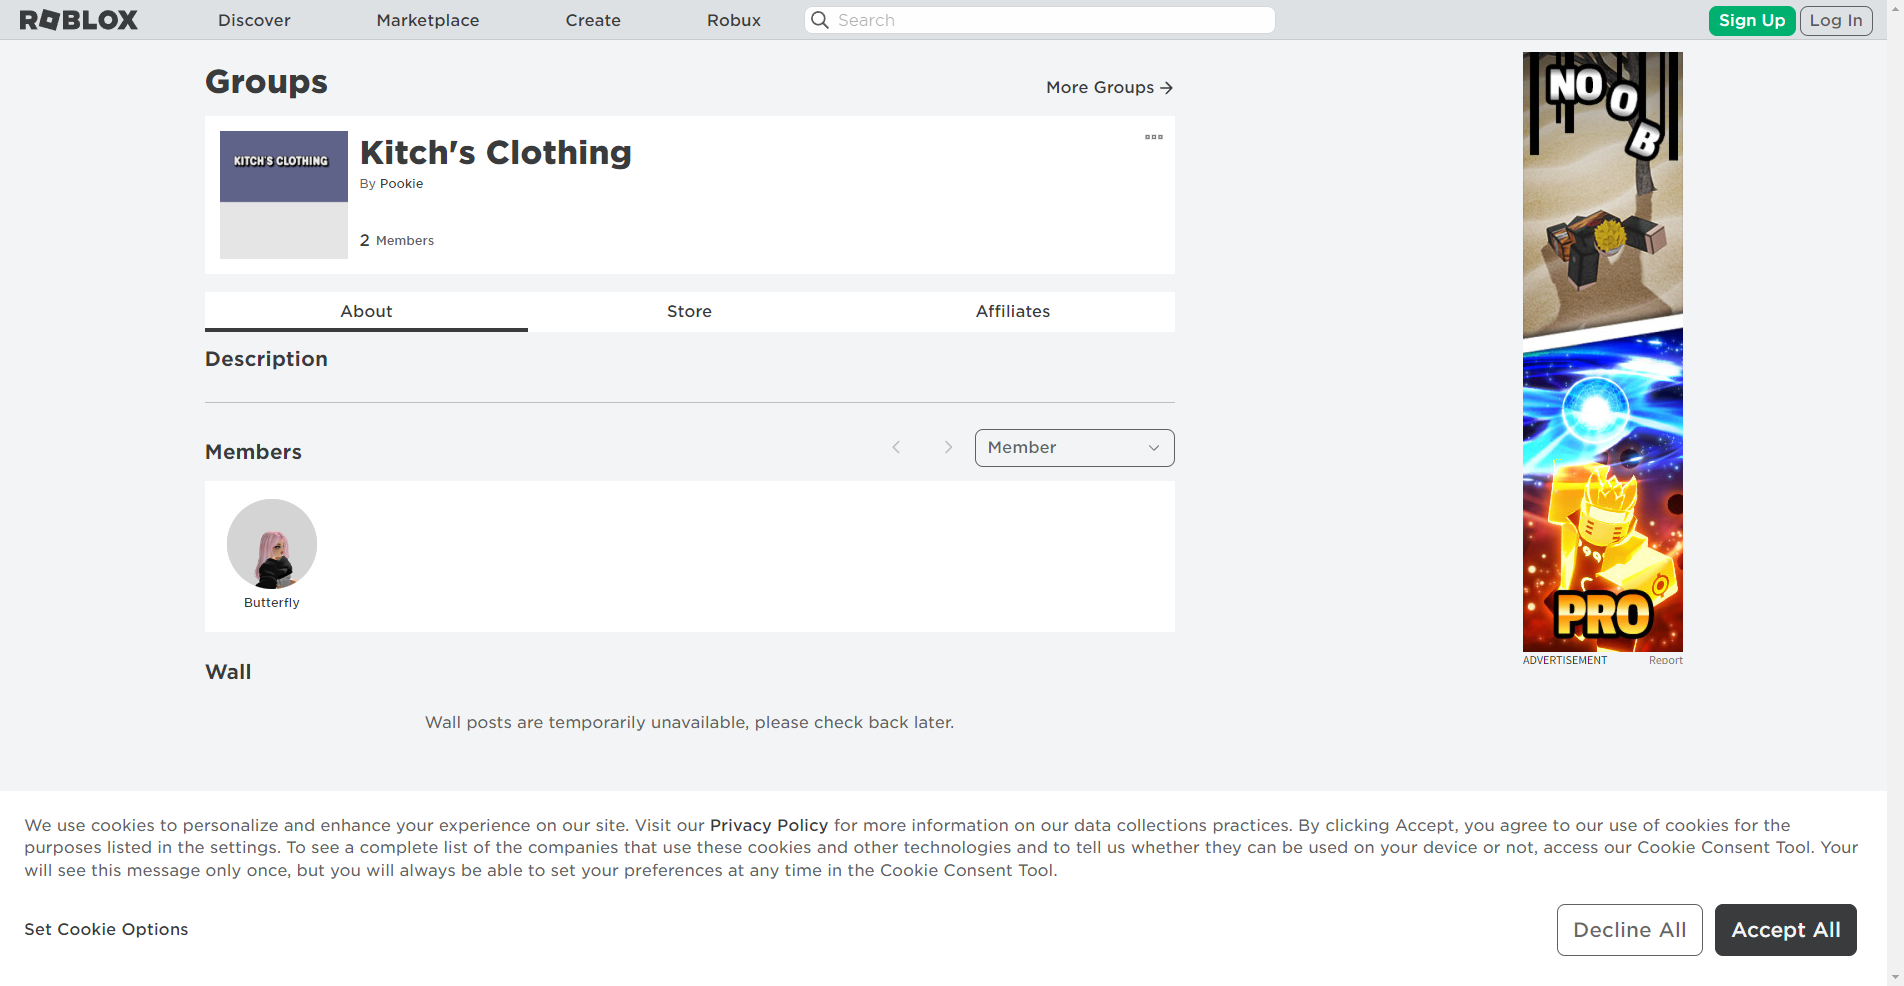 ROBLOX
Discover
Marketplace
Create
Robux
Search
Sign Up
Log In
Groups
More Groups
KITCH'S CLOTHING
Kitch's Clothing
By Pookie
2 Members
About
Store
Affiliates
Description
Members
Member
Butterfly
Wall
Wall posts are temporarily unavailable, please check back later.
NOOB
PRO
ADVERTISEMENT
Report
We use cookies to personalize and enhance your experience on our site. Visit our Privacy Policy for more information on our data collections practices. By clicking Accept, you agree to our use of cookies for the
purposes listed in the settings. To see a complete list of the companies that use these cookies and other technologies and to tell us whether they can be used on your device or not, access our Cookie Consent Tool. Your
will see this message only once, but you will always be able to set your preferences at any time in the Cookie Consent Tool.
Set Cookie Options
Decline All
Accept All